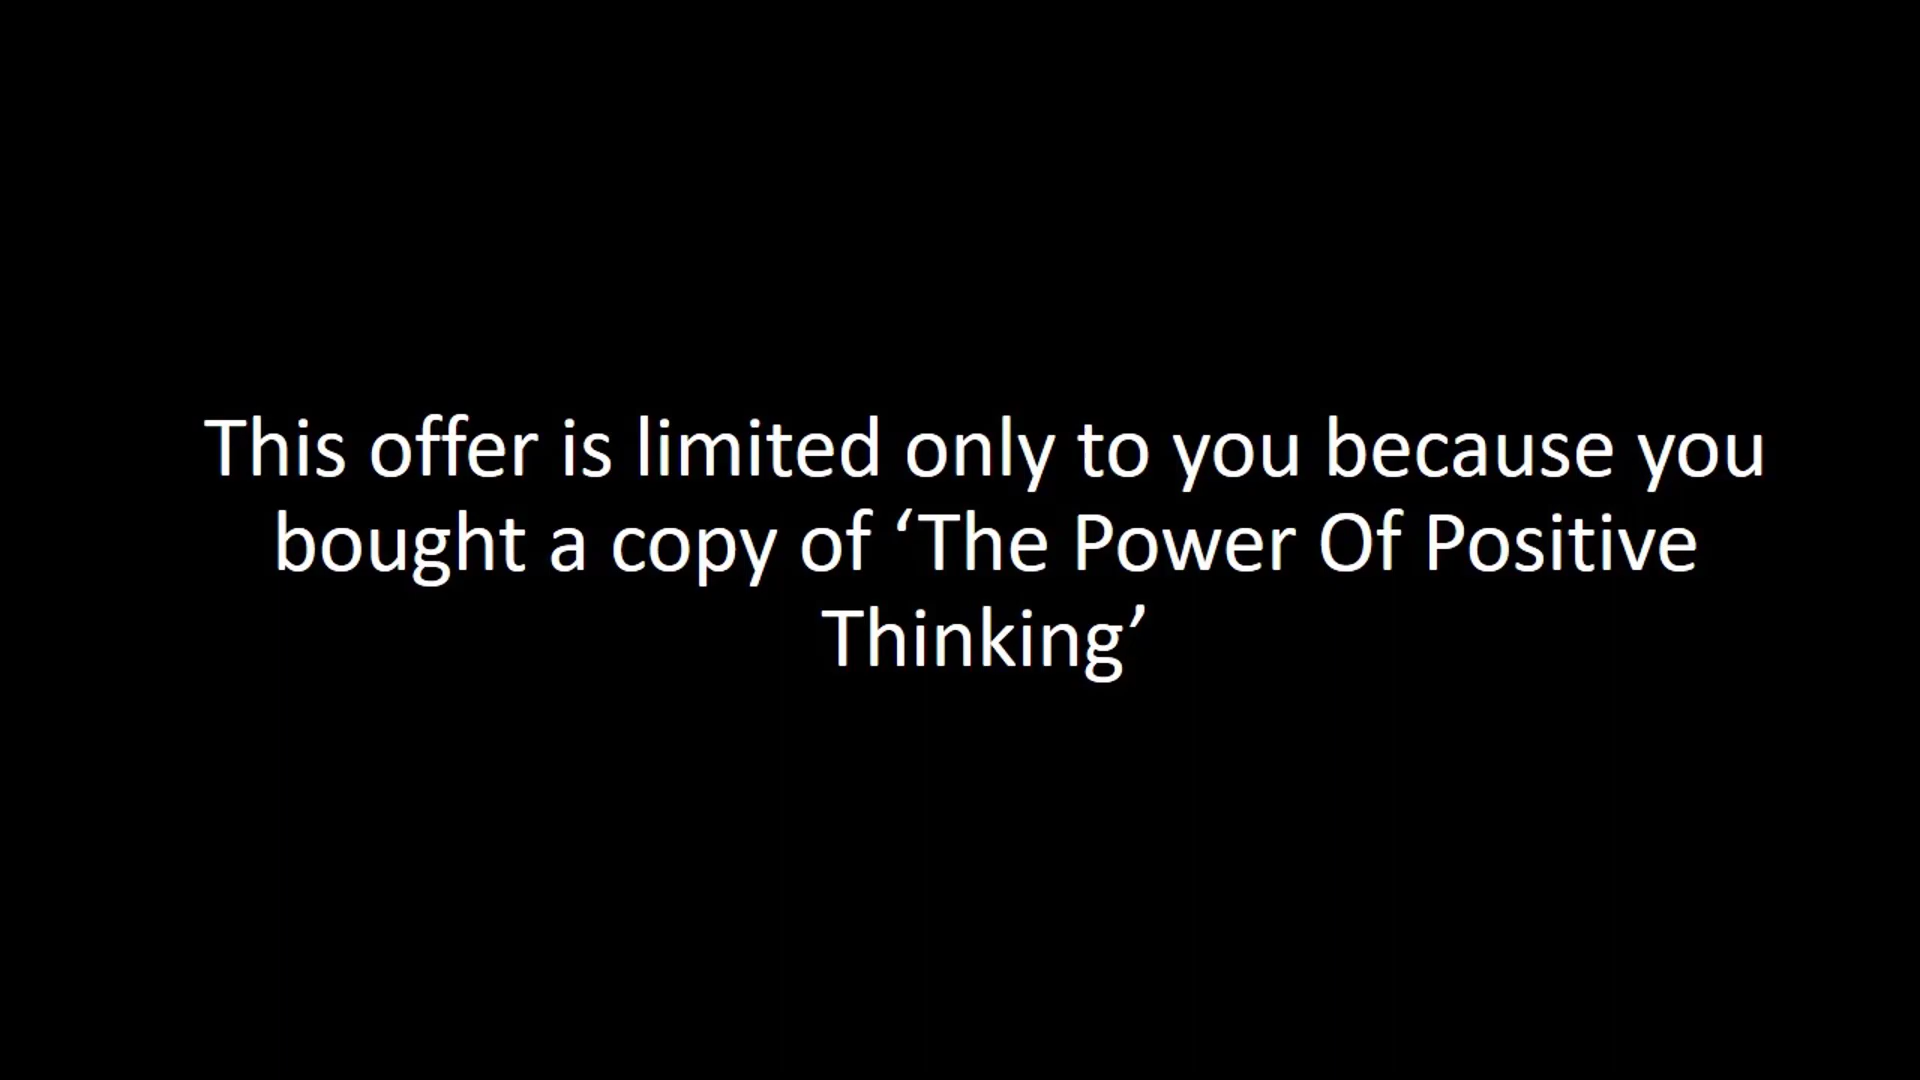 This offer is limited only to you because you
bought a copy of ‘The Power Of Positive
Thinking’